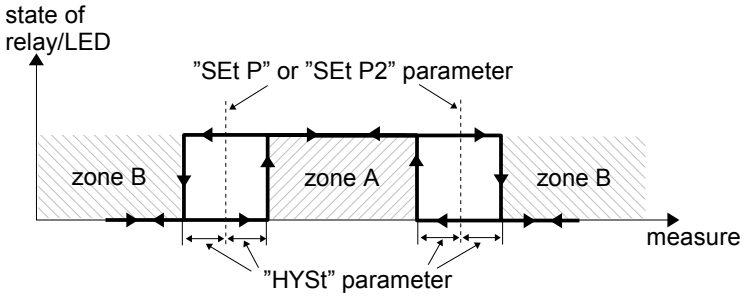 state of
relay/LED
”SEt P” or ”SEt P2” parameter
zone B
zone A
zone B
measure
”HYSt” parameter